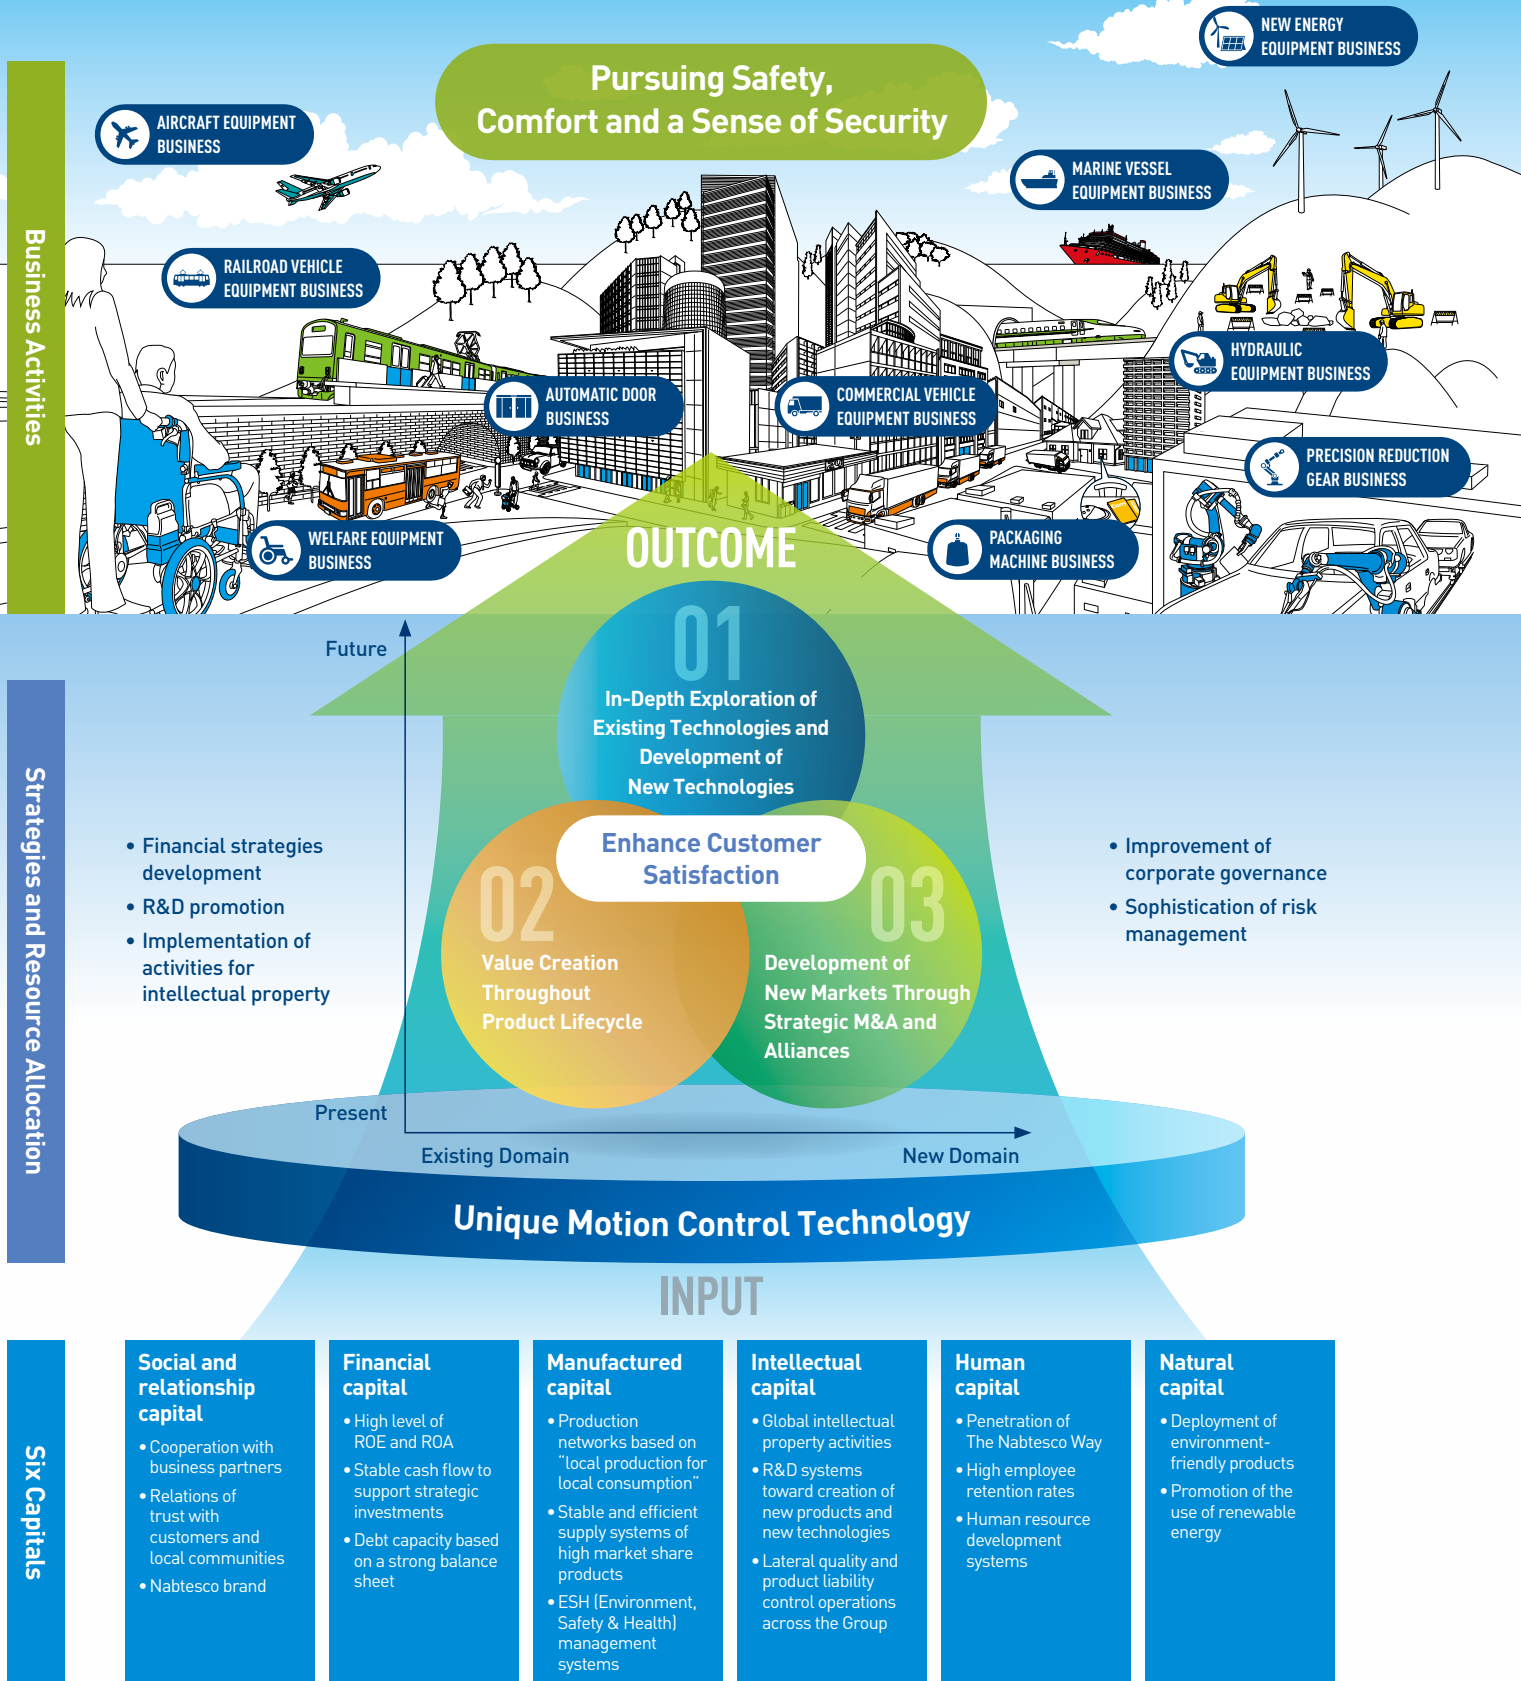 NEW ENERGY
EQUIPMENT BUSINESS
Pursuing Safety,
Comfort and a Sense of Security
AIRCRAFT EQUIPMENT
BUSINESS
MARINE VESSEL
EQUIPMENT BUSINESS
RAILROAD VEHICLE
EQUIPMENT BUSINESS
HYDRAULIC
EQUIPMENT BUSINESS
AUTOMATIC DOOR
BUSINESS
COMMERCIAL VEHICLE
EQUIPMENT BUSINESS
PRECISION REDUCTION
GEAR BUSINESS
WELFARE EQUIPMENT
BUSINESS
PACKAGING
MACHINE BUSINESS
Business Activities
OUTCOME
Future
01
In-Depth Exploration of
Existing Technologies and
Development of
New Technologies
Enhance Customer
Satisfaction
02
Value Creation
Throughout
Product Lifecycle
03
Development of
New Markets Through
Strategic M&A and
Alliances
• Financial strategies
development
• R&D promotion
• Implementation of
activities for
intellectual property
• Improvement of
corporate governance
• Sophistication of risk
management
Strategies and Resource Allocation
Present
Existing Domain
New Domain
Unique Motion Control Technology
INPUT
Six Capitals
Social and
relationship
capital
• Cooperation with
business partners
• Relations of
trust with
customers and
local communities
• Nabtesco brand
Financial
capital
• High level of
ROE and ROA
• Stable cash flow to
support strategic
investments
• Debt capacity based
on a strong balance
sheet
Manufactured
capital
• Production
networks based on
“local production for
local consumption”
• Stable and efficient
supply systems of
high market share
products
• ESH (Environment,
Safety & Health)
management
systems
Intellectual
capital
• Global intellectual
property activities
• R&D systems
toward creation of
new products and
new technologies
• Lateral quality and
product liability
control operations
across the Group
Human
capital
• Penetration of
The Nabtesco Way
• High employee
retention rates
• Human resource
development
systems
Natural
capital
• Deployment of
environment-
friendly products
• Promotion of the
use of renewable
energy